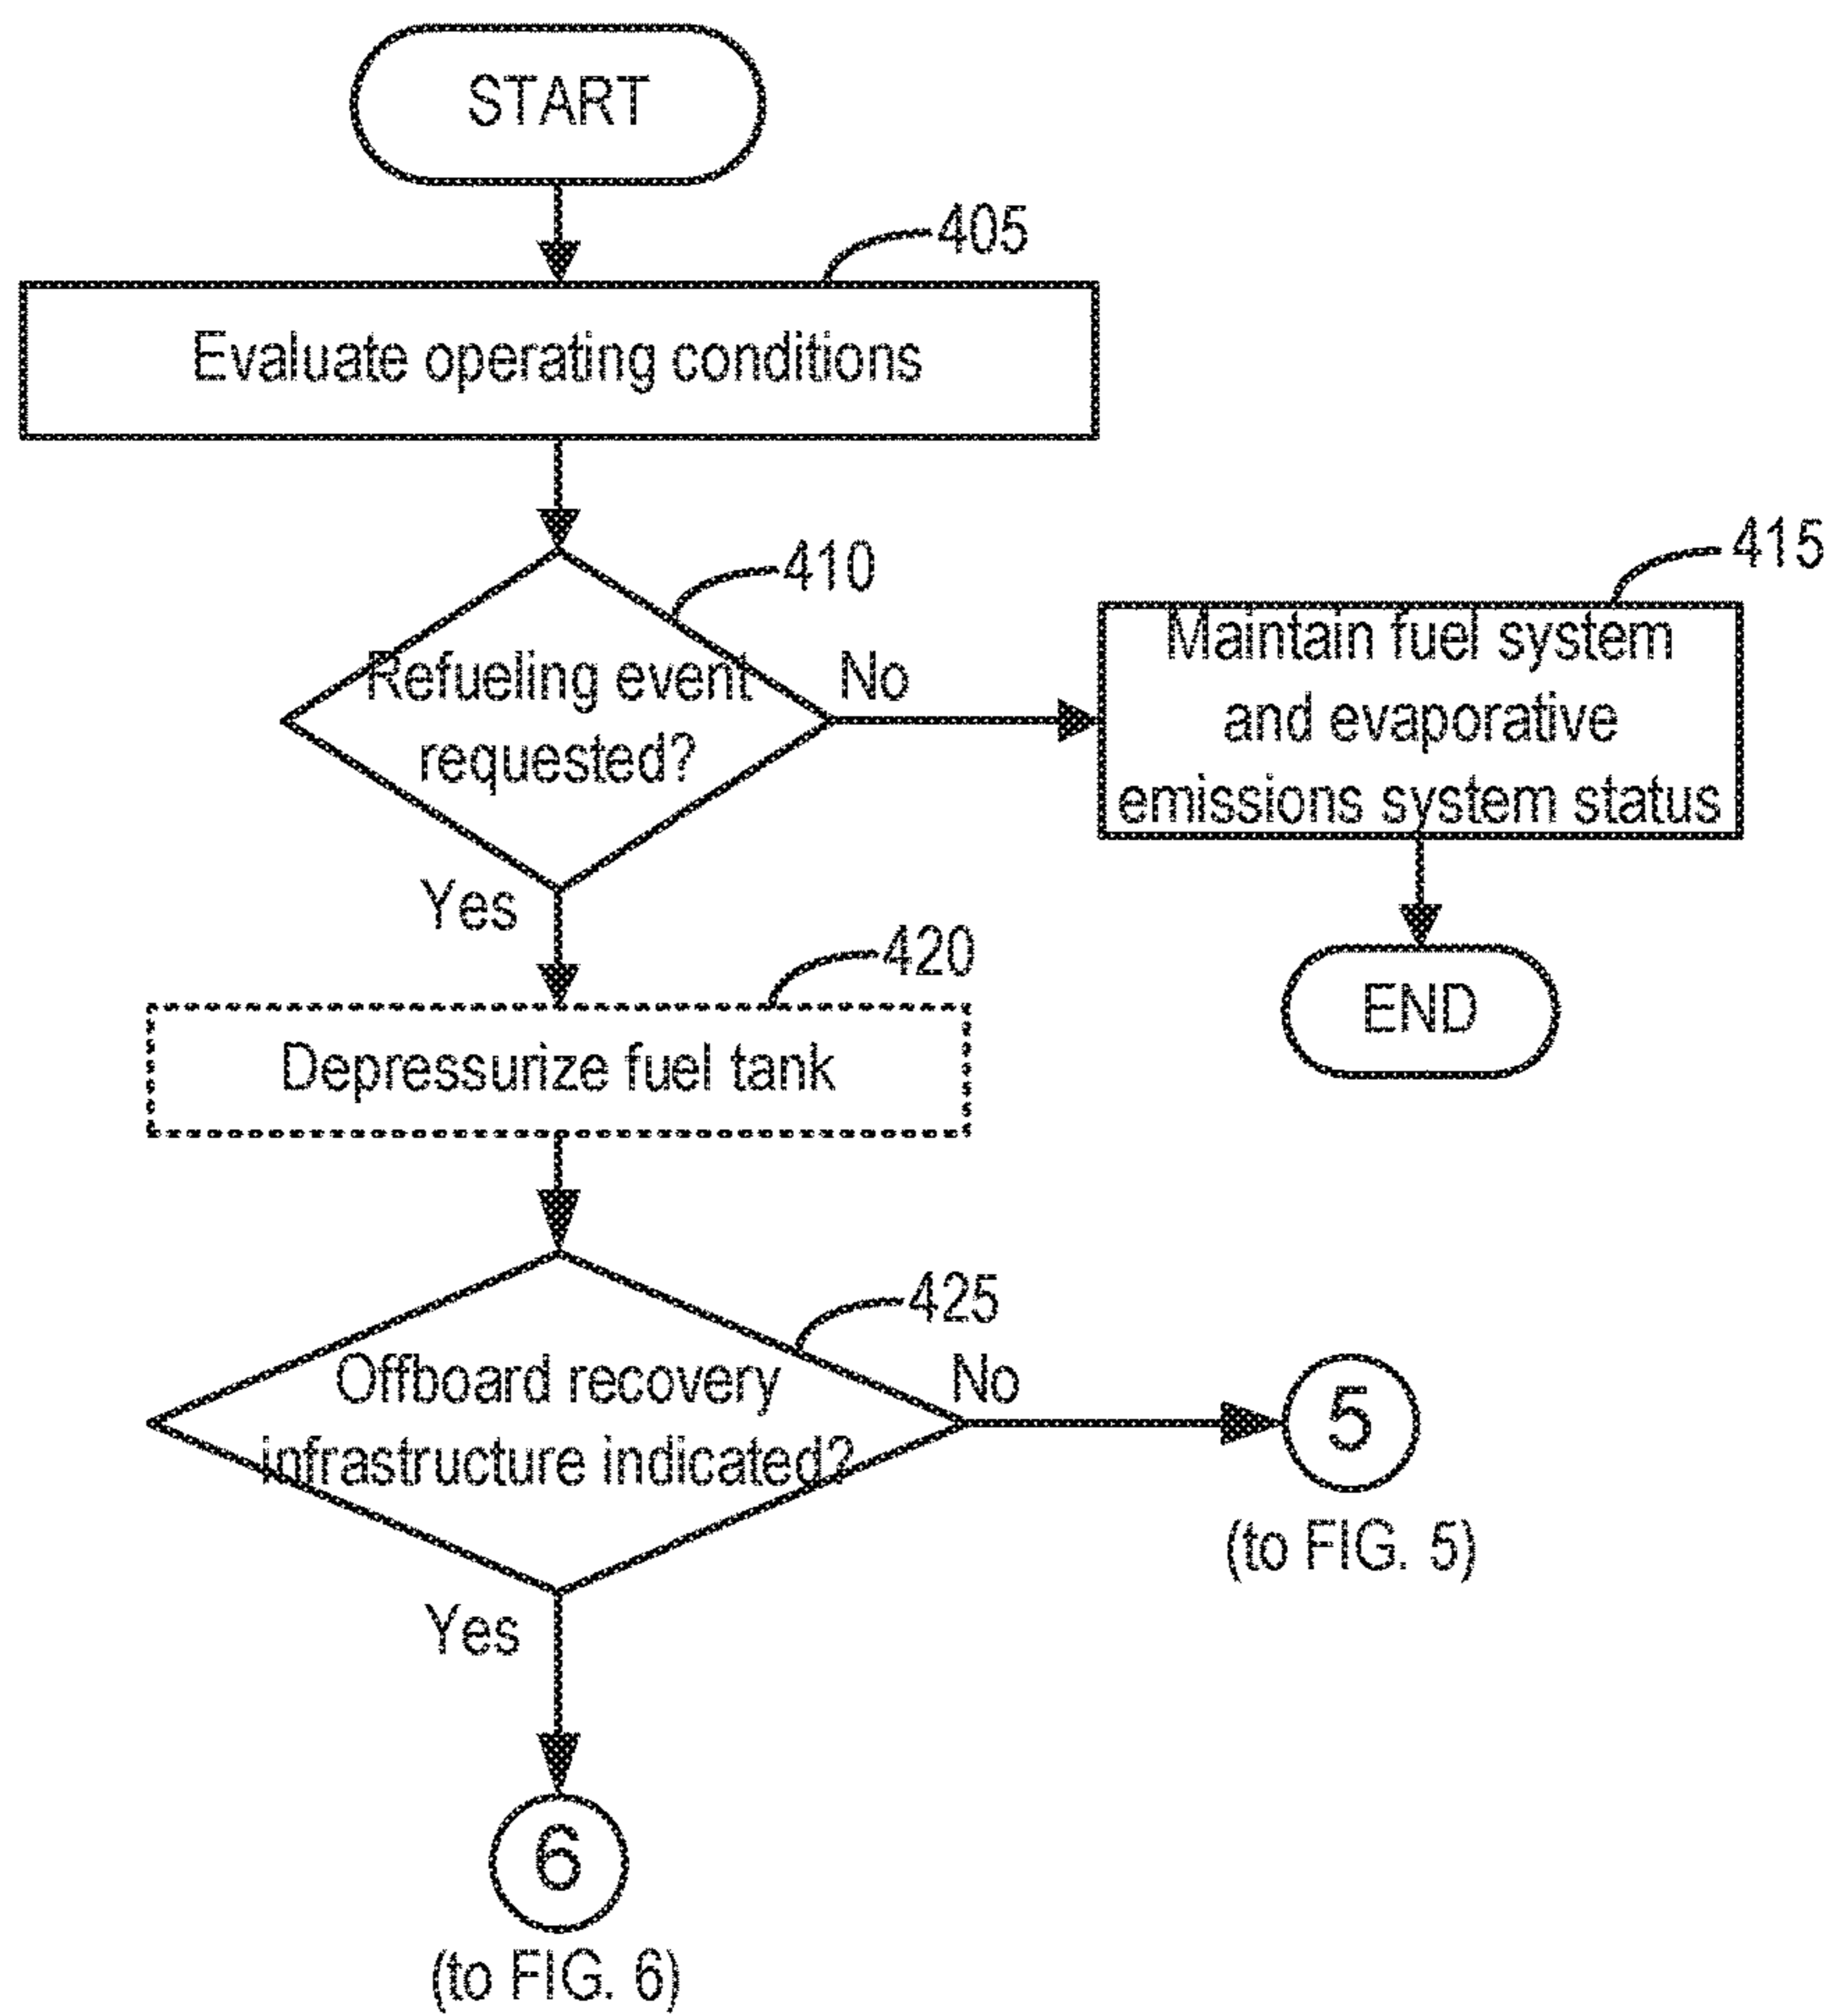 START
405
Evaluate operating conditions
410
Refueling event
requested?
No
415
Maintain fuel system
and evaporative
emissions system status
Yes
END
420
Depressurize fuel tank
425
Offboard recovery
infrastructure indicated?
No
5
(to FIG. 5)
Yes
6
(to FIG. 6)